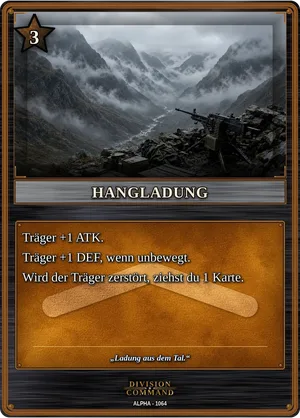 3
HANGLADUNG
Träger +1 ATK.
Träger +1 DEF, wenn unbewegt.
Wird der Träger zerstört, ziehst du 1 Karte.
„Ladung aus dem Tal.“
DIVISION
COMMAND
ALPHA - 1064